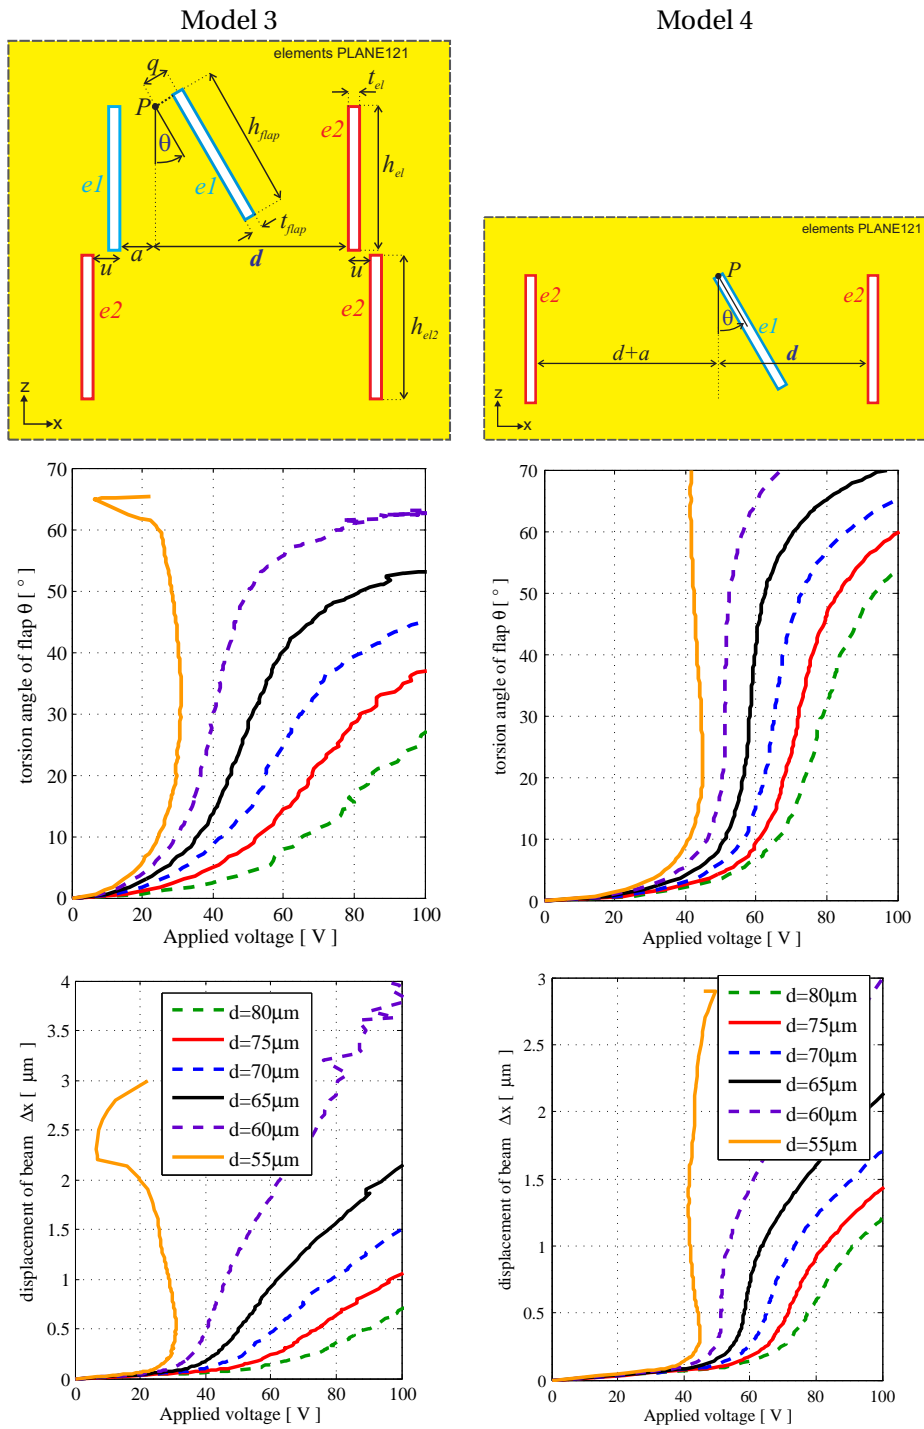 Model 3
Model 4
elements PLANE121
q
P
θ
h_flap
t_el
e2
h_el
e1
e1
t_flap
a
d
u
u
e2
e2
h_el2
z
x
elements PLANE121
e2
P
e2
θ
e1
d+a
d
z
x
70
60
50
40
30
20
10
0
torsion angle of flap θ [ ° ]
0 20 40 60 80 100
Applied voltage [ V ]
70
60
50
40
30
20
10
0
torsion angle of flap θ [ ° ]
0 20 40 60 80 100
Applied voltage [ V ]
4
3.5
3
2.5
2
1.5
1
0.5
0
displacement of beam Δx [ μm ]
d=80μm
d=75μm
d=70μm
d=65μm
d=60μm
d=55μm
0 20 40 60 80 100
Applied voltage [ V ]
3
2.5
2
1.5
1
0.5
0
displacement of beam Δx [ μm ]
d=80μm
d=75μm
d=70μm
d=65μm
d=60μm
d=55μm
0 20 40 60 80 100
Applied voltage [ V ]